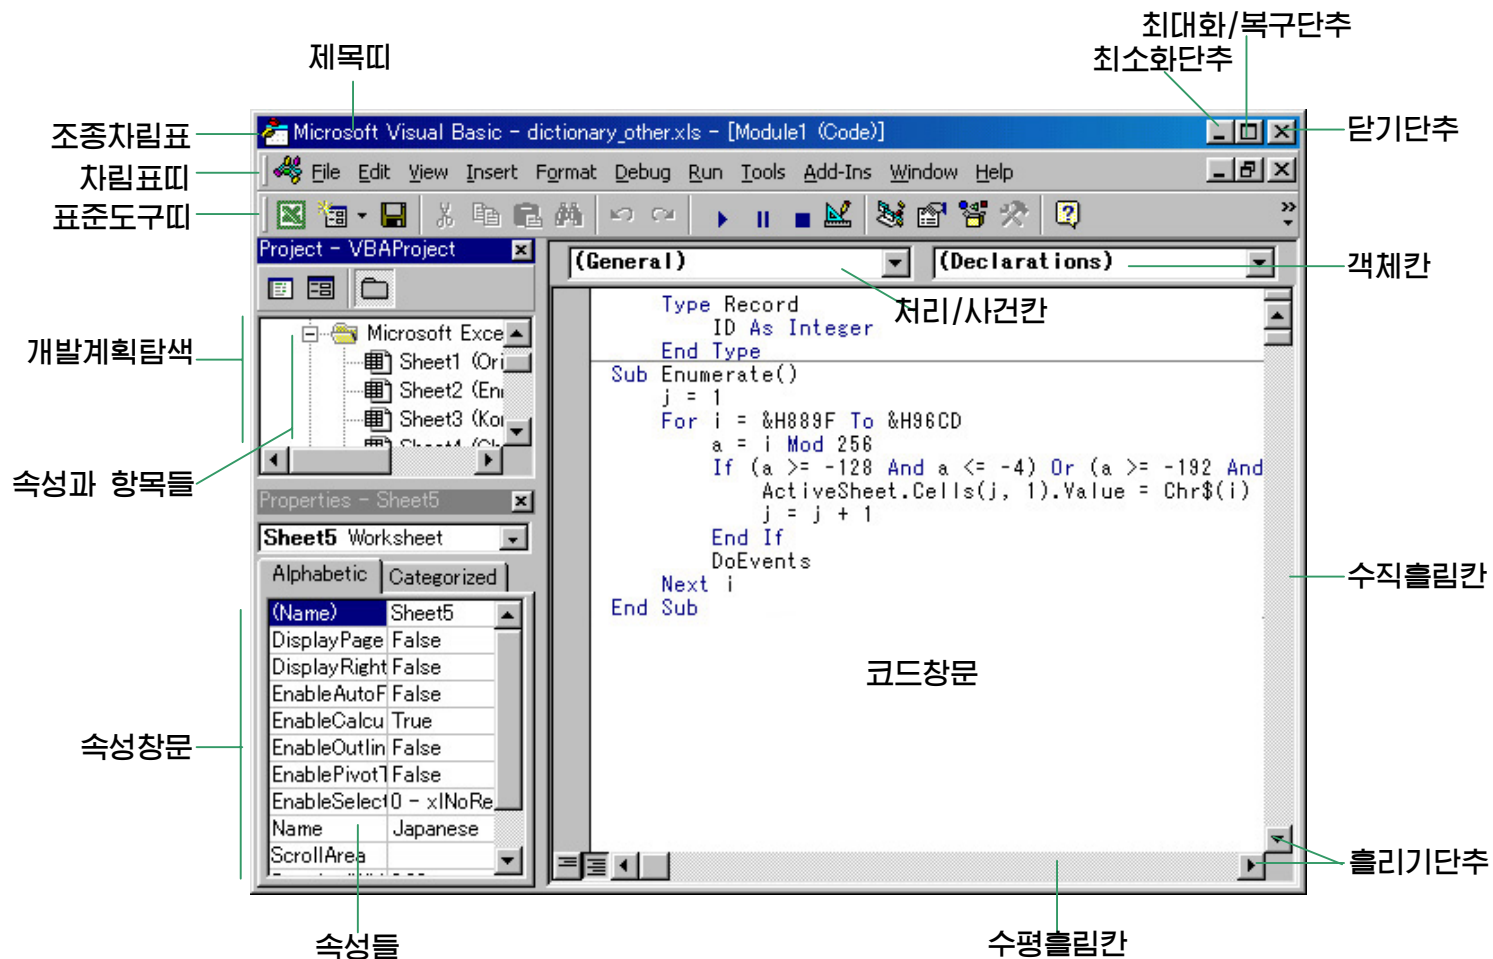 최대화/복구단추
제목띠
최소화단추
조종차림표
Microsoft Visual Basic - dictionary_other.xls - [Module1 (Code)]
닫기단추
차림표띠
File Edit View Insert Format Debug Run Tools Add-Ins Window Help
표준도구띠
Project - VBAProject
(General)
(Declarations)
객체칸
처리/사건칸
개발계획탐색
Microsoft Exce
Sheet1 (Ori
Sheet2 (En
Sheet3 (Ko
속성과 항목들
Type Record
ID As Integer
End Type
Sub Enumerate()
j = 1
For i = &H889F To &H96CD
a = i Mod 256
If (a >= -128 And a <= -4) Or (a >= -192 And
ActiveSheet.Cells(j, 1).Value = Chr$(i)
j = j + 1
End If
DoEvents
Next i
End Sub
코드창문
수직흘림칸
Properties - Sheet5
Sheet5 Worksheet
Alphabetic Categorized
(Name) Sheet5
DisplayPage False
DisplayRight False
EnableAutoF False
EnableCalcu True
EnableOutlin False
EnablePivotT False
EnableSelect 0 - xlNoRe
Name Japanese
ScrollArea
속성창문
흘리기단추
속성들
수평흘림칸